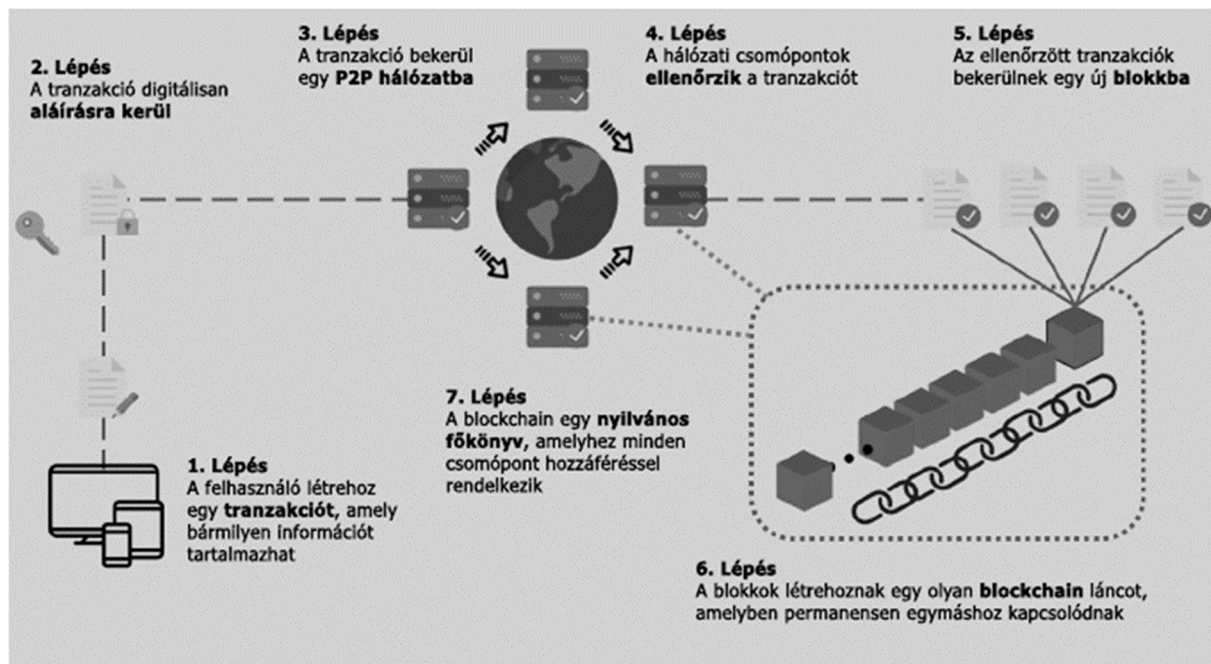 1. Lépés
A felhasználó létrehoz
egy tranzakciót, amely
bármilyen információt
tartalmazhat
2. Lépés
A tranzakció digitálisan
aláírásra kerül
3. Lépés
A tranzakció bekerül
egy P2P hálózatba
4. Lépés
A hálózati csomópontok
ellenőrzik a tranzakciót
5. Lépés
Az ellenőrzött tranzakciók
bekerülnek egy új blokkba
6. Lépés
A blokkok létrehoznak egy olyan blockchain láncot,
amelyben permanensen egymáshoz kapcsolódnak
7. Lépés
A blockchain egy nyilvános
főkönyv, amelyhez minden
csomópont hozzáféréssel
rendelkezik